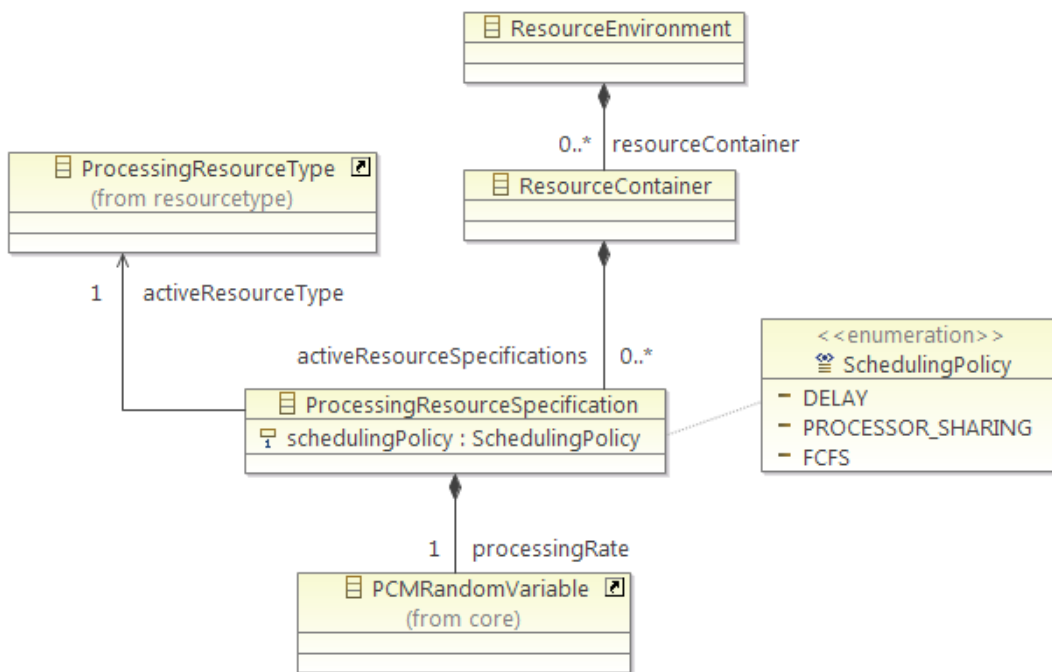 ResourceEnvironment
0..* resourceContainer
ProcessingResourceType
(from resourcetype)
ResourceContainer
1 activeResourceType
activeResourceSpecifications 0..*
<<enumeration>>
SchedulingPolicy
DELAY
PROCESSOR_SHARING
FCFS
ProcessingResourceSpecification
1 schedulingPolicy : SchedulingPolicy
1 processingRate
PCMRandomVariable
(from core)